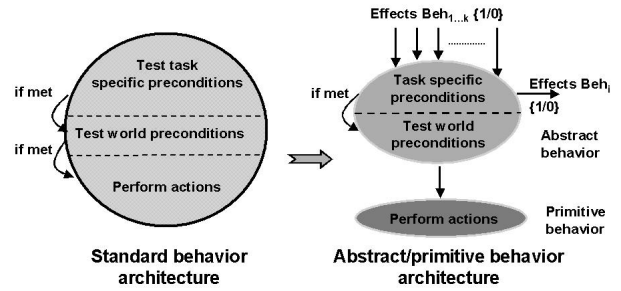 Effects Beh1…k {1/0}
Test task
specific preconditions
if met
Test world preconditions
if met
Perform actions
Standard behavior
architecture
Task specific
preconditions
if met
Test world
preconditions
Effects Behi
{1/0}
Abstract
behavior
Perform actions
Primitive
behavior
Abstract/primitive behavior
architecture